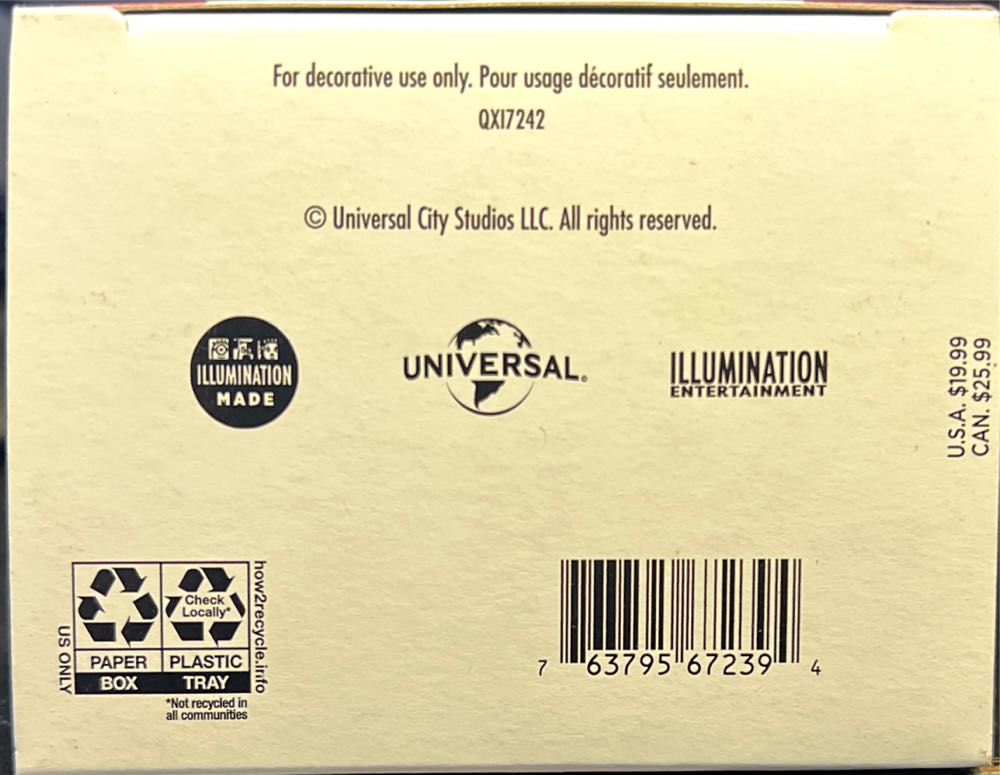 For decorative use only. Pour usage décoratif seulement.
QXI7242
© Universal City Studios LLC. All rights reserved.
ILLUMINATION
MADE
UNIVERSAL
ILLUMINATION
ENTERTAINMENT
U.S.A. $19.99
CAN. $25.99
US ONLY
Check
Locally*
PAPER
BOX
PLASTIC
TRAY
how2recycle.info
*Not recycled in
all communities
7 63795 67239 4